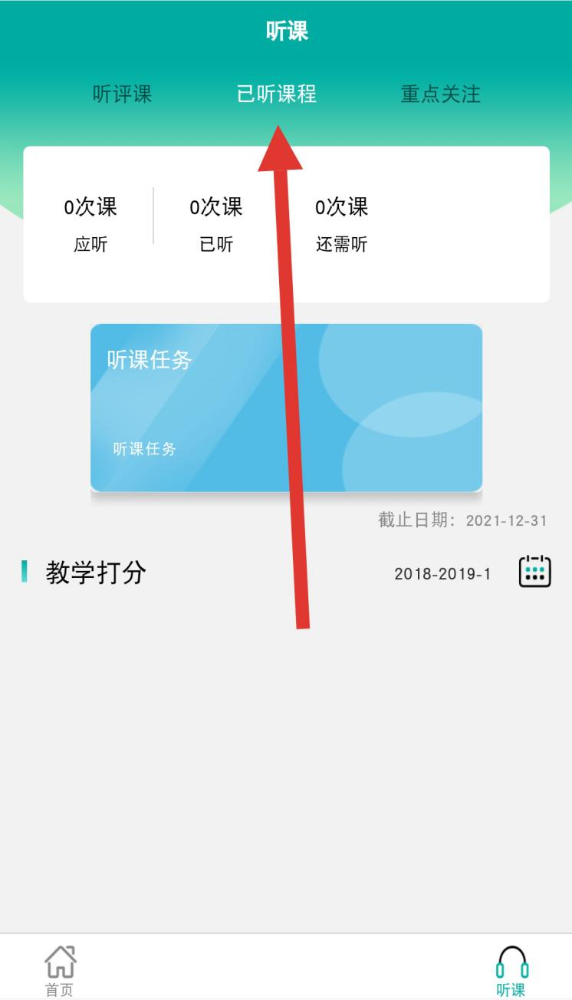 听课
听评课 已听课程 重点关注
0次课 0次课 0次课
应听 已听 还需听
听课任务
听课任务
截止日期：2021-12-31
教学打分 2018-2019-1
首页 听课